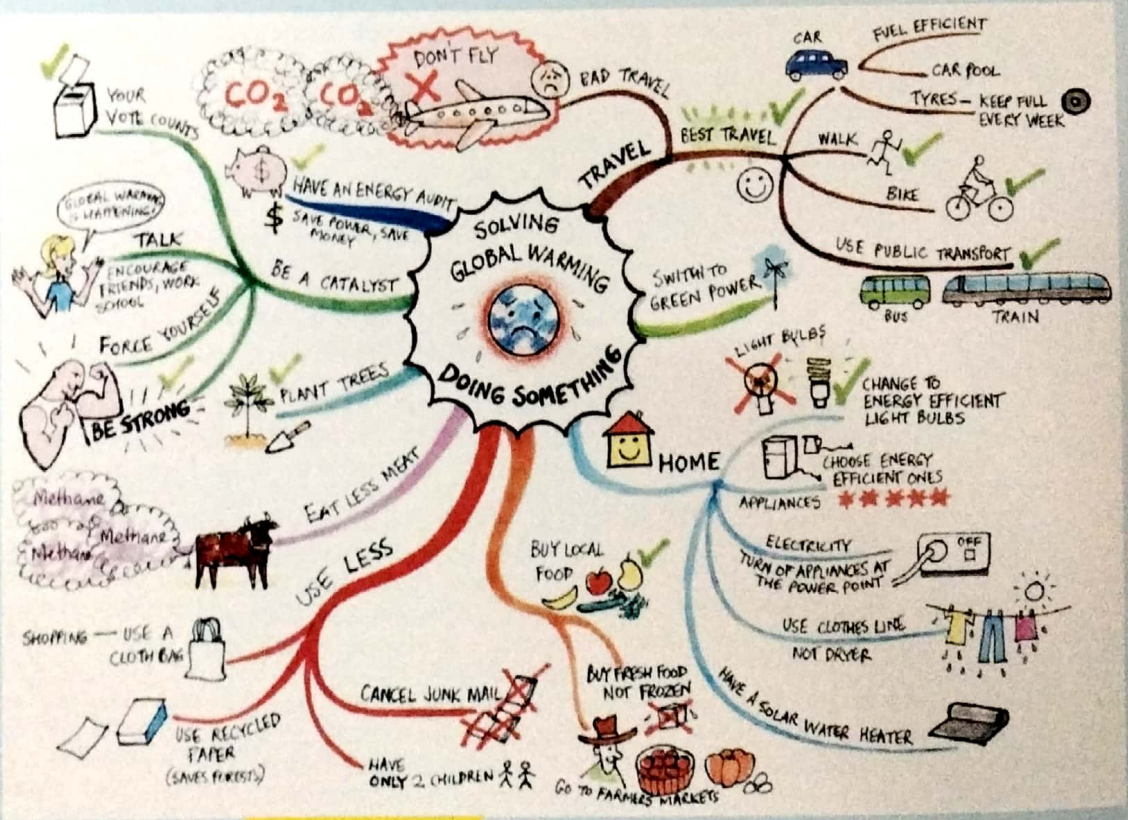 SOLVING
GLOBAL WARMING
DOING SOMETHING
TRAVEL
BAD TRAVEL
DON'T FLY
CO2
CO2
BEST TRAVEL
CAR
FUEL EFFICIENT
CAR POOL
TYRES – KEEP FULL
EVERY WEEK
WALK
BIKE
USE PUBLIC TRANSPORT
BUS
TRAIN
SWITH TO
GREEN POWER
HOME
LIGHT BULBS
CHANGE TO
ENERGY EFFICIENT
LIGHT BULBS
CHOOSE ENERGY
EFFICIENT ONES
APPLIANCES
ELECTRICITY
OFF
TURN OF APPLIANCES AT
THE POWER POINT
USE CLOTHES LINE
NOT DRYER
HAVE A SOLAR WATER HEATER
BUY LOCAL
FOOD
BUY FRESH FOOD
NOT FROZEN
GO TO FARMERS MARKETS
USE LESS
SHOPPING — USE A
CLOTH BAG
USE RECYCLED
PAPER
(SAVES FORESTS)
CANCEL JUNK MAIL
HAVE
ONLY 2 CHILDREN
EAT LESS MEAT
Methane
Methane
Methane
PLANT TREES
BE A CATALYST
YOUR
VOTE COUNTS
GLOBAL WARMING
IS HAPPENING!
TALK
ENCOURAGE
FRIENDS, WORK
SCHOOL
FORCE YOURSELF
BE STRONG
HAVE AN ENERGY AUDIT
SAVE POWER, SAVE
MONEY
$
$